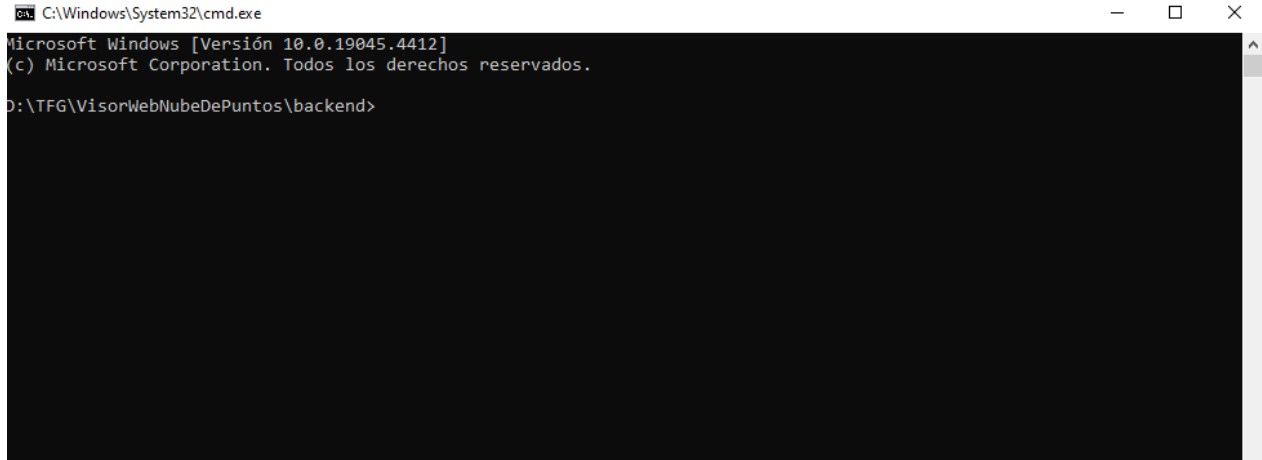 C:\Windows\System32\cmd.exe
Microsoft Windows [Versión 10.0.19045.4412]
(c) Microsoft Corporation. Todos los derechos reservados.
D:\TFG\VisorWebNubeDePuntos\backend>